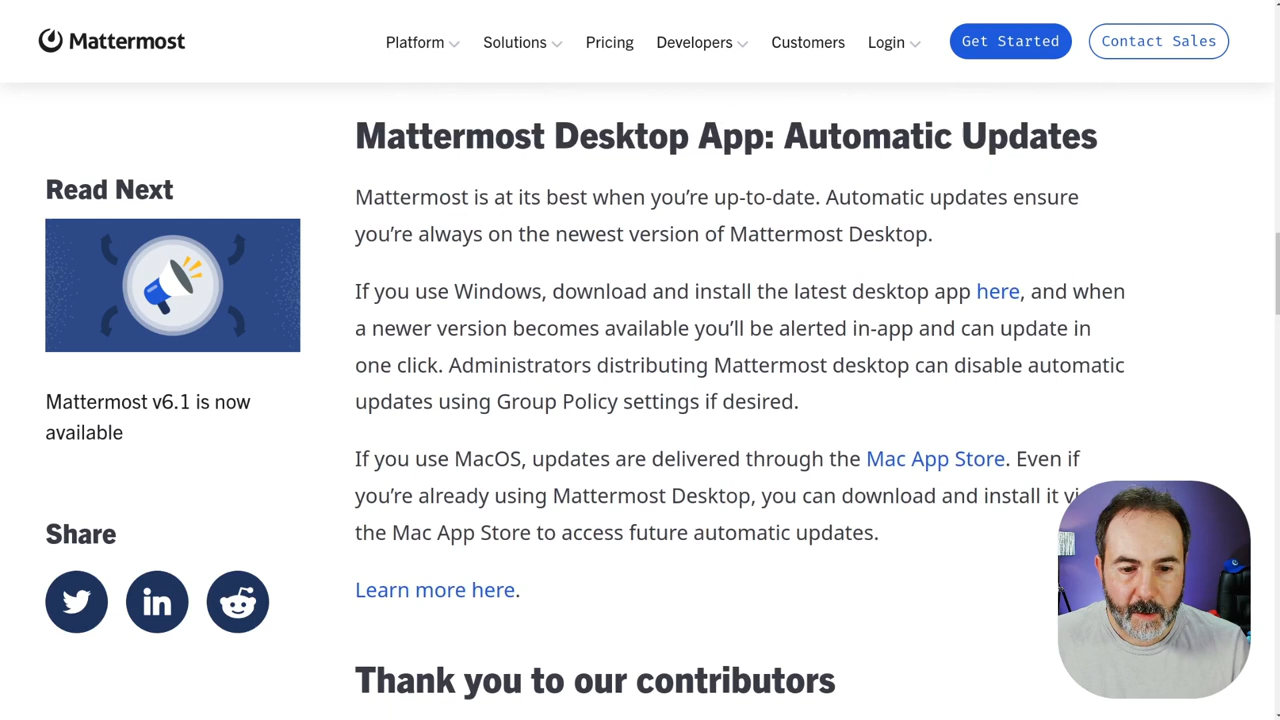 Mattermost
Platform
Solutions
Pricing
Developers
Customers
Login
Get Started
Contact Sales
Read Next
Mattermost v6.1 is now
available
Share
Mattermost Desktop App: Automatic Updates
Mattermost is at its best when you’re up-to-date. Automatic updates ensure
you’re always on the newest version of Mattermost Desktop.
If you use Windows, download and install the latest desktop app here, and when
a newer version becomes available you’ll be alerted in-app and can update in
one click. Administrators distributing Mattermost desktop can disable automatic
updates using Group Policy settings if desired.
If you use MacOS, updates are delivered through the Mac App Store. Even if
you’re already using Mattermost Desktop, you can download and install it
the Mac App Store to access future automatic updates.
Learn more here.
Thank you to our contributors